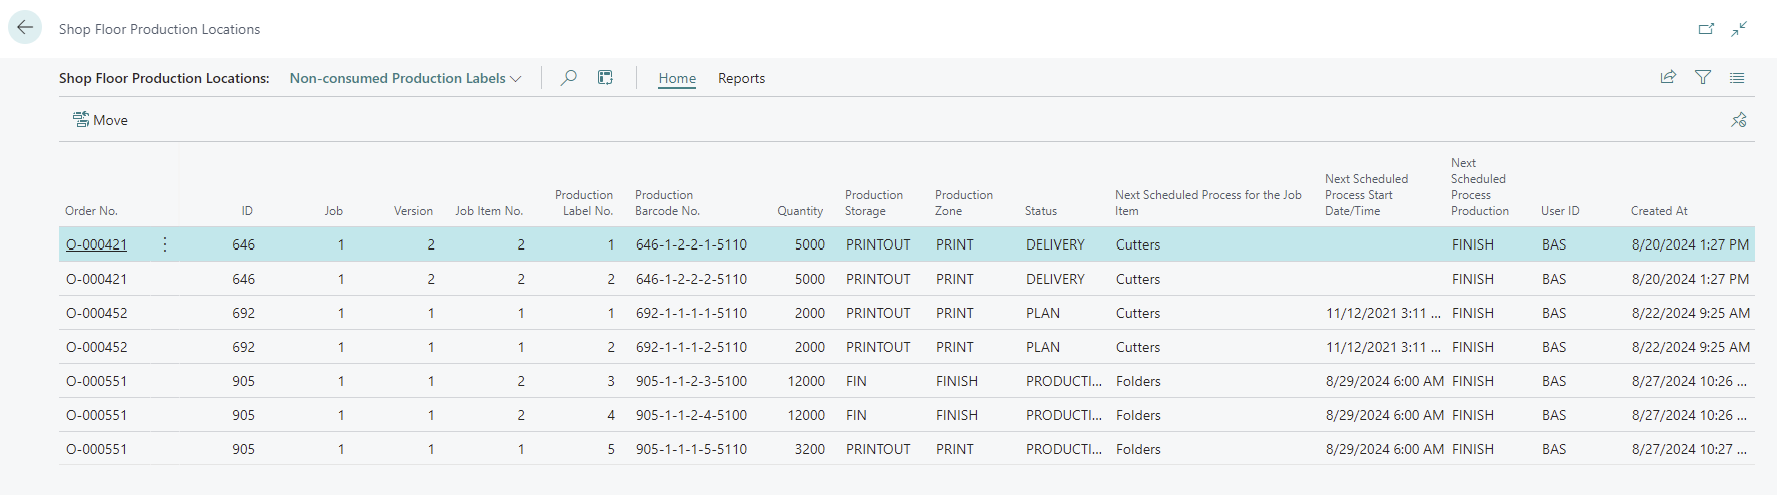 Shop Floor Production Locations
Shop Floor Production Locations: Non-consumed Production Labels Home Reports
Move
Order No. ID Job Version Job Item No. Production Label No. Production Barcode No. Quantity Production Storage Production Zone Status Next Scheduled Process for the Job Item Next Scheduled Process Start Date/Time Next Scheduled Process Production User ID Created At
O-000421 646 1 2 2 1 646-1-2-2-1-5110 5000 PRINTOUT PRINT DELIVERY Cutters FINISH BAS 8/20/2024 1:27 PM
O-000421 646 1 2 2 2 646-1-2-2-2-5110 5000 PRINTOUT PRINT DELIVERY Cutters FINISH BAS 8/20/2024 1:27 PM
O-000452 692 1 1 1 1 692-1-1-1-1-5110 2000 PRINTOUT PRINT PLAN Cutters 11/12/2021 3:11 ... FINISH BAS 8/22/2024 9:25 AM
O-000452 692 1 1 1 2 692-1-1-1-2-5110 2000 PRINTOUT PRINT PLAN Cutters 11/12/2021 3:11 ... FINISH BAS 8/22/2024 9:25 AM
O-000551 905 1 1 2 3 905-1-1-2-3-5100 12000 FIN FINISH PRODUCTI... Folders 8/29/2024 6:00 AM FINISH BAS 8/27/2024 10:26 ...
O-000551 905 1 1 2 4 905-1-1-2-4-5100 12000 FIN FINISH PRODUCTI... Folders 8/29/2024 6:00 AM FINISH BAS 8/27/2024 10:26 ...
O-000551 905 1 1 1 5 905-1-1-1-5-5110 3200 PRINTOUT PRINT PRODUCTI... Folders 8/29/2024 6:00 AM FINISH BAS 8/27/2024 10:27 ...